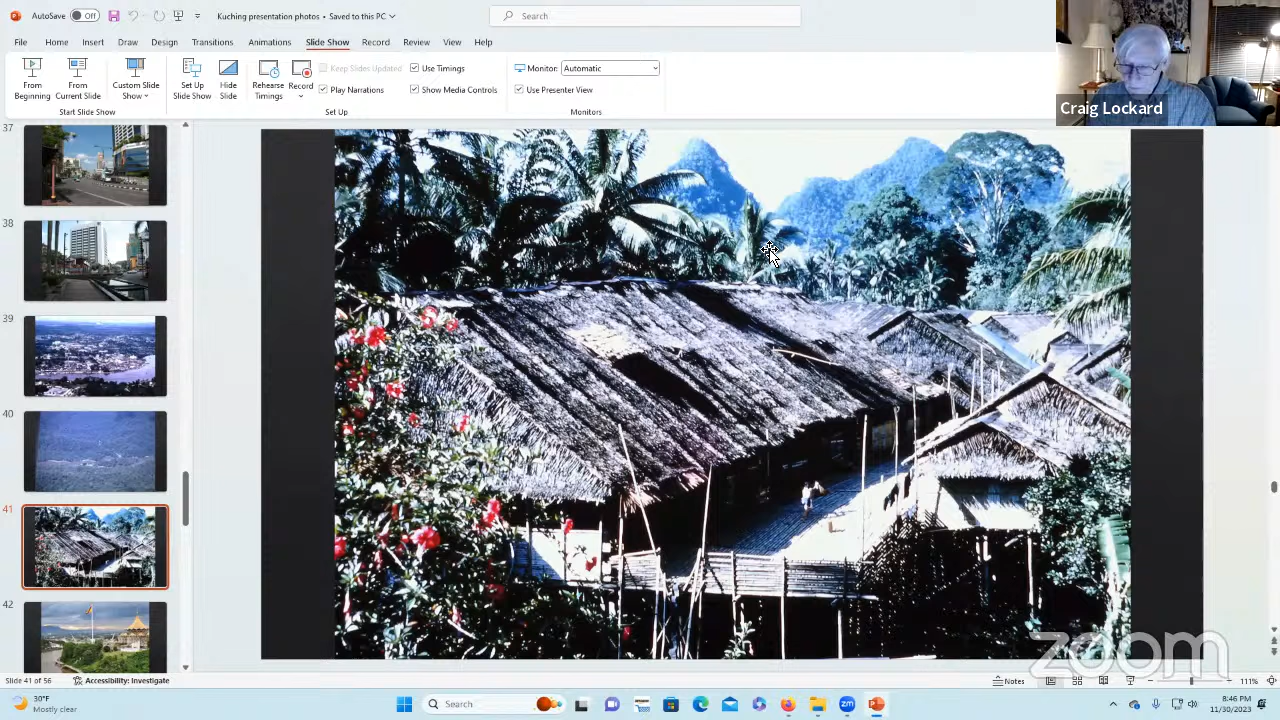 AutoSave Off Kuching presentation photos • Saved to this PC
Search
File Home Insert Draw Design Transitions Animations Slide Show Record Review View Help
From Beginning
From Current Slide
Custom Slide Show
Set Up Slide Show
Hide Slide
Rehearse Timings
Record
Keep Slides Updated
Play Narrations
Use Timings
Show Media Controls
Monitor: Automatic
Use Presenter View
Start Slide Show
Set Up
Monitors
Craig Lockard
37
38
39
40
41
42
zoom
Slide 41 of 56 Accessibility: Investigate
Notes
111%
30°F
Mostly clear
Search
zm
8:46 PM
11/30/2023